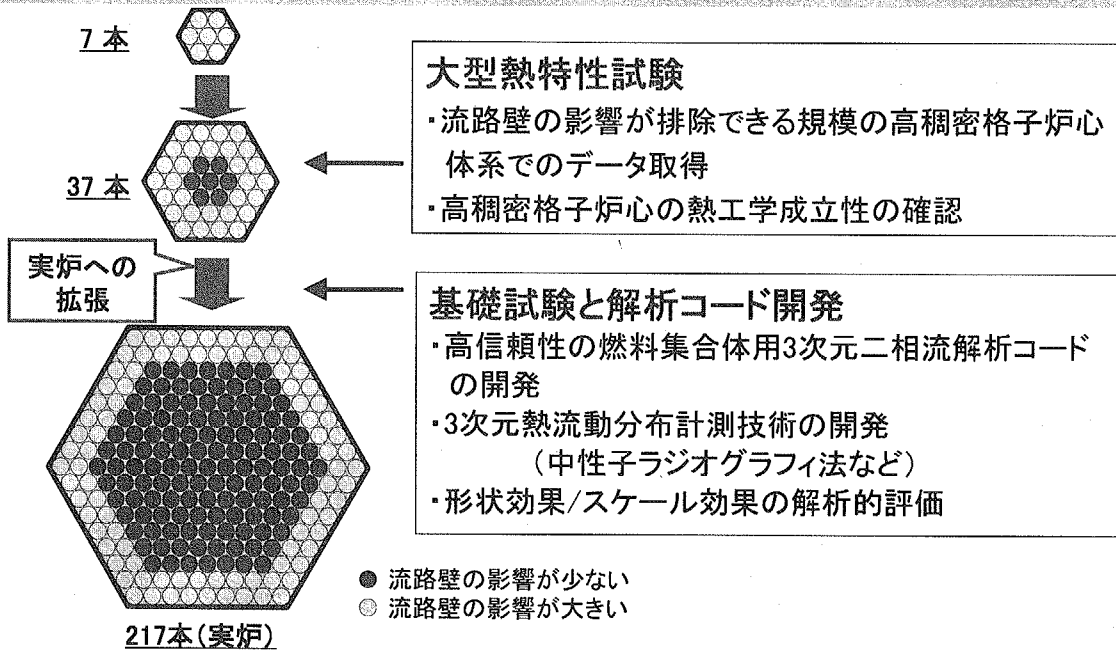 7本
37本
実炉への
拡張
217本(実炉)
大型熱特性試験
・流路壁の影響が排除できる規模の高稠密格子炉心
体系でのデータ取得
・高稠密格子炉心の熱工学成立性の確認
基礎試験と解析コード開発
・高信頼性の燃料集合体用3次元二相流解析コード
の開発
・3次元熱流動分布計測技術の開発
(中性子ラジオグラフィ法など)
・形状効果/スケール効果の解析的評価
● 流路壁の影響が少ない
○ 流路壁の影響が大きい